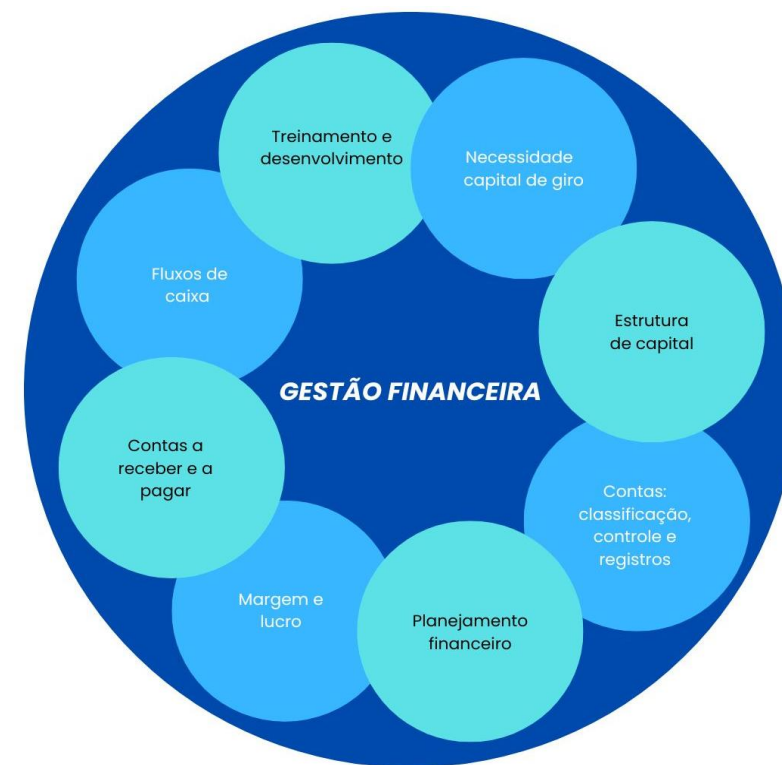 Treinamento e
desenvolvimento
Necessidade
capital de giro
Fluxos de
caixa
Estrutura
de capital
GESTÃO FINANCEIRA
Contas a
receber e a
pagar
Contas:
classificação,
controle e
registros
Margem e
lucro
Planejamento
financeiro